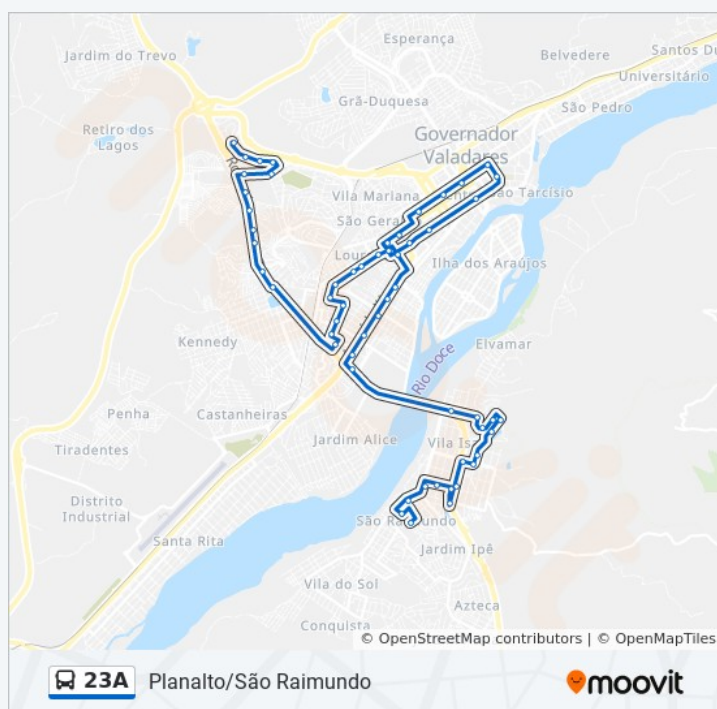 Esperança
Santos Du
Jardim do Trevo
Belvedere
Universitário
Grã-Duquesa
São Pedro
Retiro dos
Lagos
Governador
Valadares
Vila Mariana
São Tarcísio
São Gera
Lour
Ilha dos Araújos
Kennedy
Elvamar
Rio Doce
Penha
Castanheiras
Tiradentes
Jardim Alice
Vila Is
Distrito
Industrial
São Raimundo
Santa Rita
Jardim Ipê
Vila do Sol
Azteca
Conquista
© OpenStreetMap contributors | © OpenMapTiles
23A Planalto/São Raimundo
moovit